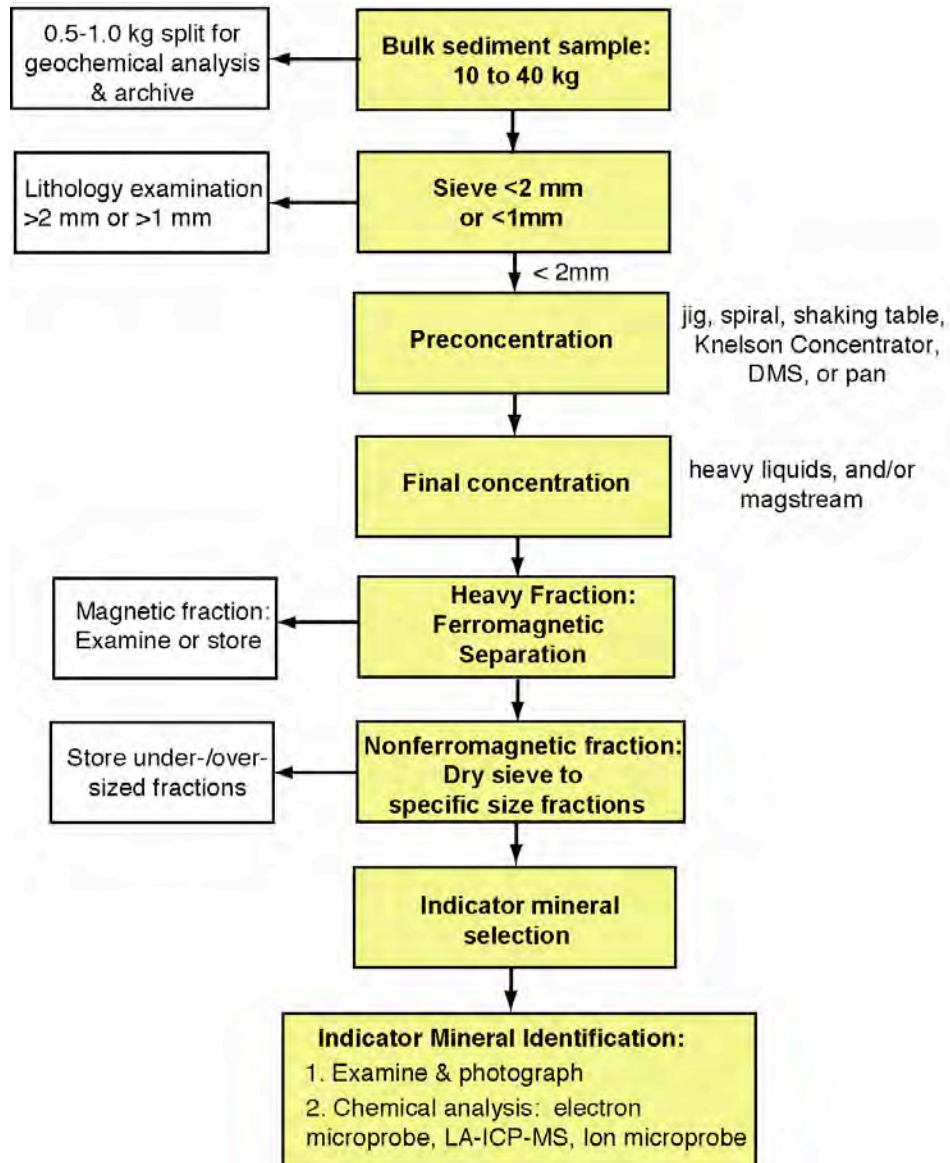 0.5-1.0 kg split for
geochemical analysis
& archive
Bulk sediment sample:
10 to 40 kg
Lithology examination
>2 mm or >1 mm
Sieve <2 mm
or <1mm
< 2mm
Preconcentration
jig, spiral, shaking table,
Knelson Concentrator,
DMS, or pan
Final concentration
heavy liquids, and/or
magstream
Magnetic fraction:
Examine or store
Heavy Fraction:
Ferromagnetic
Separation
Store under-/over-
sized fractions
Nonferromagnetic fraction:
Dry sieve to
specific size fractions
Indicator mineral
selection
Indicator Mineral Identification:
1. Examine & photograph
2. Chemical analysis: electron
microprobe, LA-ICP-MS, Ion microprobe